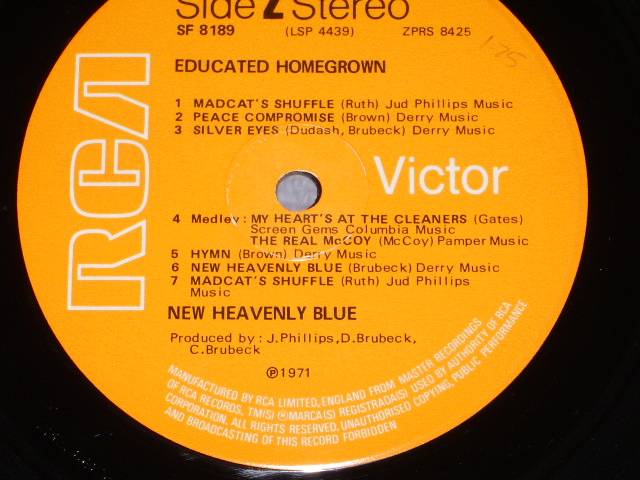 Side 2 Stereo
SF 8189 (LSP 4439) ZPRS 8425
1.25
EDUCATED HOMEGROWN
1 MADCAT'S SHUFFLE (Ruth) Jud Phillips Music
2 PEACE COMPROMISE (Brown) Derry Music
3 SILVER EYES (Dudash, Brubeck) Derry Music
RCA Victor
4 Medley: MY HEART'S AT THE CLEANERS (Gates)
Screen Gems Columbia Music
THE REAL McCOY (McCoy) Pamper Music
5 HYMN (Brown) Derry Music
6 NEW HEAVENLY BLUE (Brubeck) Derry Music
7 MADCAT'S SHUFFLE (Ruth) Jud Phillips
Music
NEW HEAVENLY BLUE
Produced by: J.Phillips, D.Brubeck,
C.Brubeck
℗1971
MANUFACTURED BY RCA LIMITED, ENGLAND FROM MASTER RECORDINGS
OF RCA RECORDS, TM(S) ® MARCA(S) REGISTRADA(S) USED BY AUTHORITY OF RCA
CORPORATION. ALL RIGHTS RESERVED. UNAUTHORISED COPYING, PUBLIC PERFORMANCE
AND BROADCASTING OF THIS RECORD FORBIDDEN